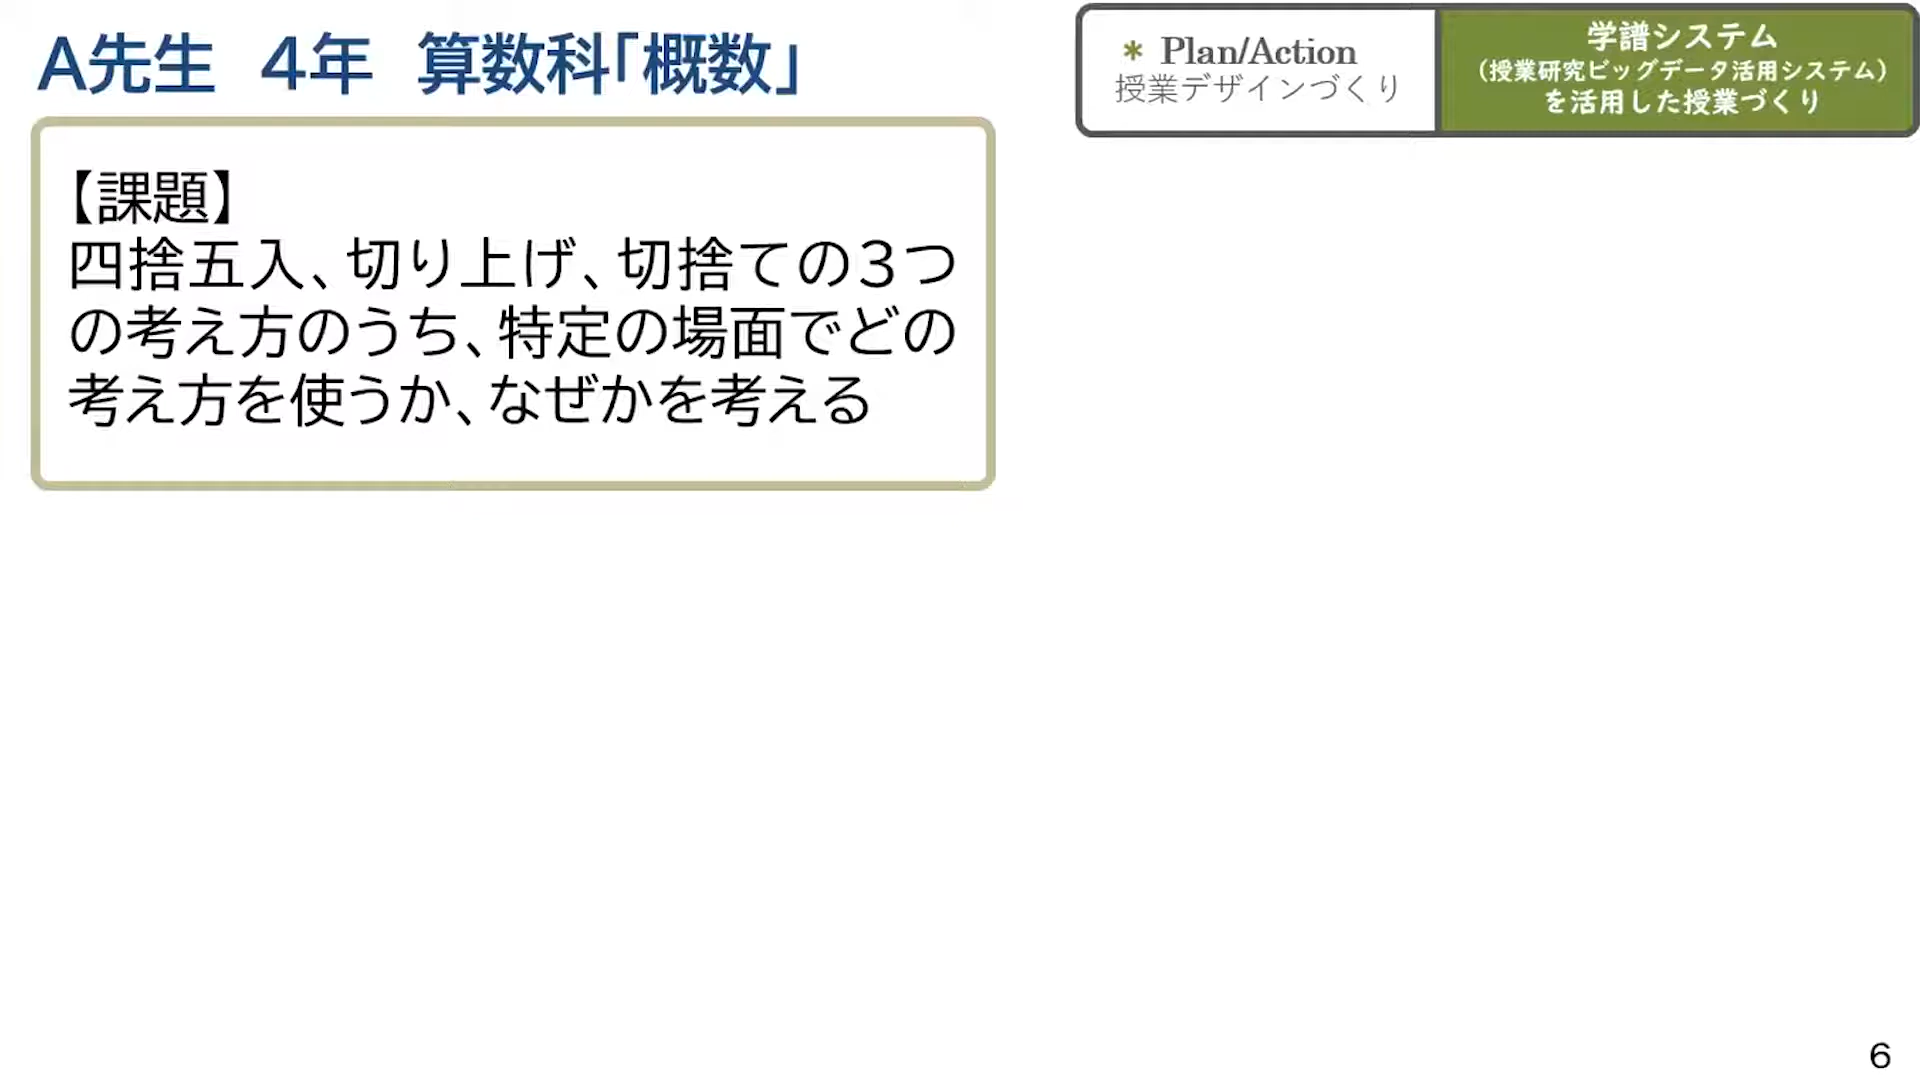 A先生　4年　算数科「概数」
＊ Plan/Action
授業デザインづくり
学譜システム
（授業研究ビッグデータ活用システム）
を活用した授業づくり
【課題】
四捨五入、切り上げ、切捨ての３つ
の考え方のうち、特定の場面でどの
考え方を使うか、なぜかを考える
6